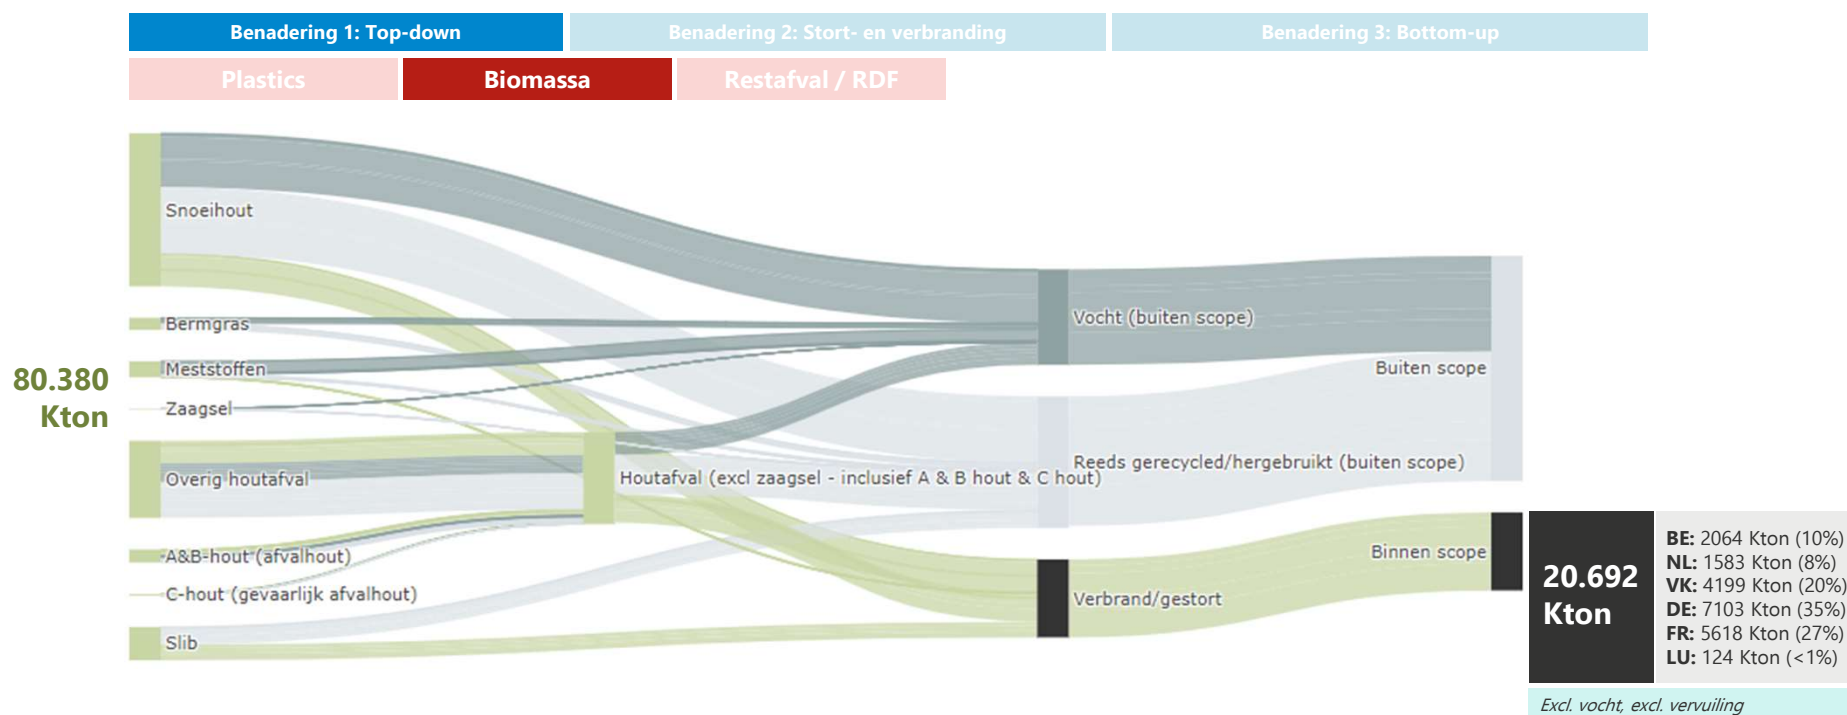 Benadering 1: Top-down
Benadering 2: Stort- en verbranding
Benadering 3: Bottom-up
Plastics
Biomassa
Restafval / RDF
Snoeihout
Bermgras
Meststoffen
Zaagsel
Overig houtafval
A&B-hout (afvalhout)
C-hout (gevaarlijk afvalhout)
Slib
80.380
Kton
Houtafval (excl zaagsel - inclusief A & B hout & C hout)
Vocht (buiten scope)
Reeds gerecycled/hergebruikt (buiten scope)
Verbrand/gestort
Buiten scope
Binnen scope
20.692
Kton
BE: 2064 Kton (10%)
NL: 1583 Kton (8%)
VK: 4199 Kton (20%)
DE: 7103 Kton (35%)
FR: 5618 Kton (27%)
LU: 124 Kton (<1%)
Excl. vocht, excl. vervuiling